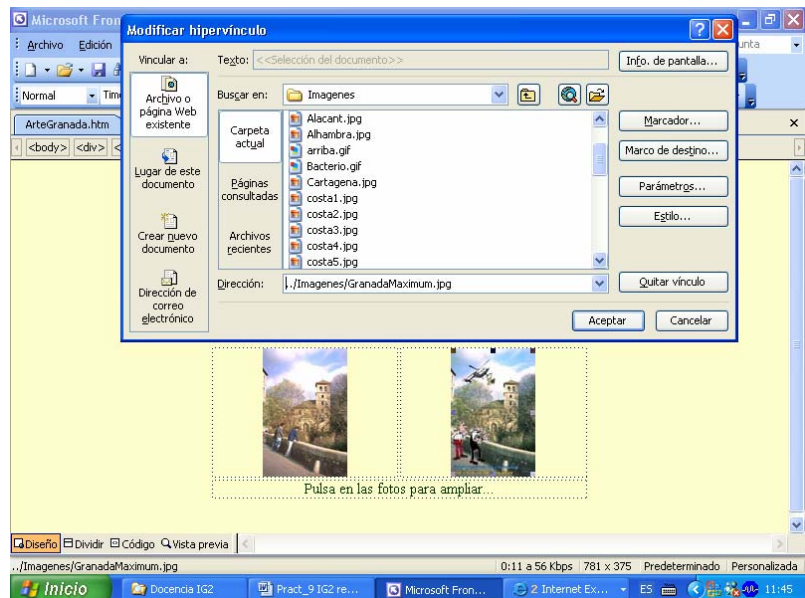 Microsoft Fron
Archivo Edición
unta
Normal Tim
ArteGranada.htm
<body> <div>
Modificar hipervínculo
Vincular a:
Texto: <<Selección del documento>>
Info. de pantalla...
Archivo o
página Web
existente
Lugar de este
documento
Crear nuevo
documento
Dirección de
correo
electrónico
Buscar en: Imagenes
Carpeta
actual
Páginas
consultadas
Archivos
recientes
Alacant.jpg
Alhambra.jpg
arriba.gif
Bacterio.gif
Cartagena.jpg
costa1.jpg
costa2.jpg
costa3.jpg
costa4.jpg
costa5.jpg
Marcador...
Marco de destino...
Parámetros...
Estilo...
Dirección: ../Imagenes/GranadaMaximum.jpg
Quitar vínculo
Aceptar Cancelar
Pulsa en las fotos para ampliar...
Diseño Dividir Código Vista previa
../Imagenes/GranadaMaximum.jpg
0:11 a 56 Kbps 781 x 375 Predeterminado Personalizada
Inicio Docencia IG2 Pract_9 IG2 re... Microsoft Fron... 2 Internet Ex... ES 11:45